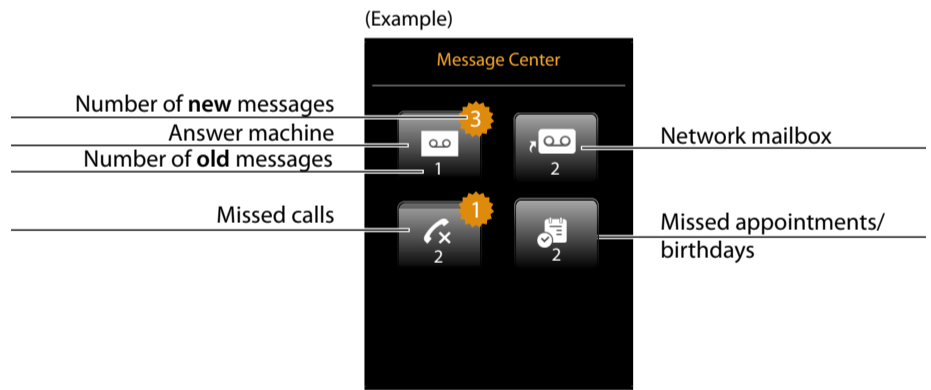 (Example)
Message Center
Number of new messages
3
Answer machine
Number of old messages
1
Network mailbox
2
Missed calls
1
2
Missed appointments/
birthdays
2